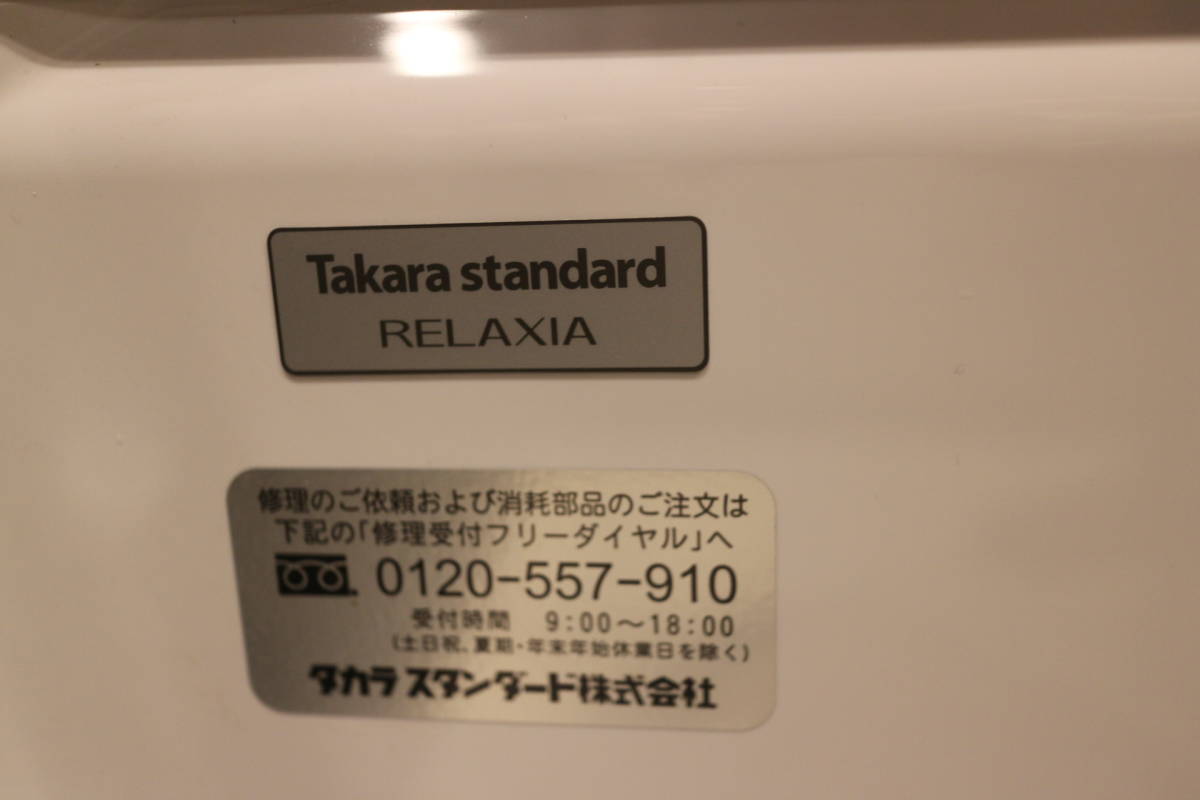 Takara standard
RELAXIA
修理のご依頼および消耗部品のご注文は
下記の「修理受付フリーダイヤル」へ
0120-557-910
受付時間 9:00〜18:00
(土日祝、夏期・年末年始休業日を除く)
タカラスタンダード株式会社